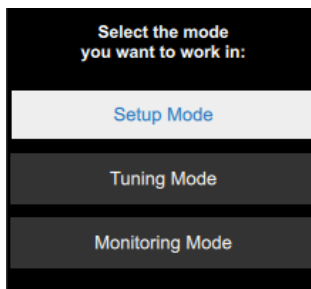 Select the mode
you want to work in:
Setup Mode
Tuning Mode
Monitoring Mode